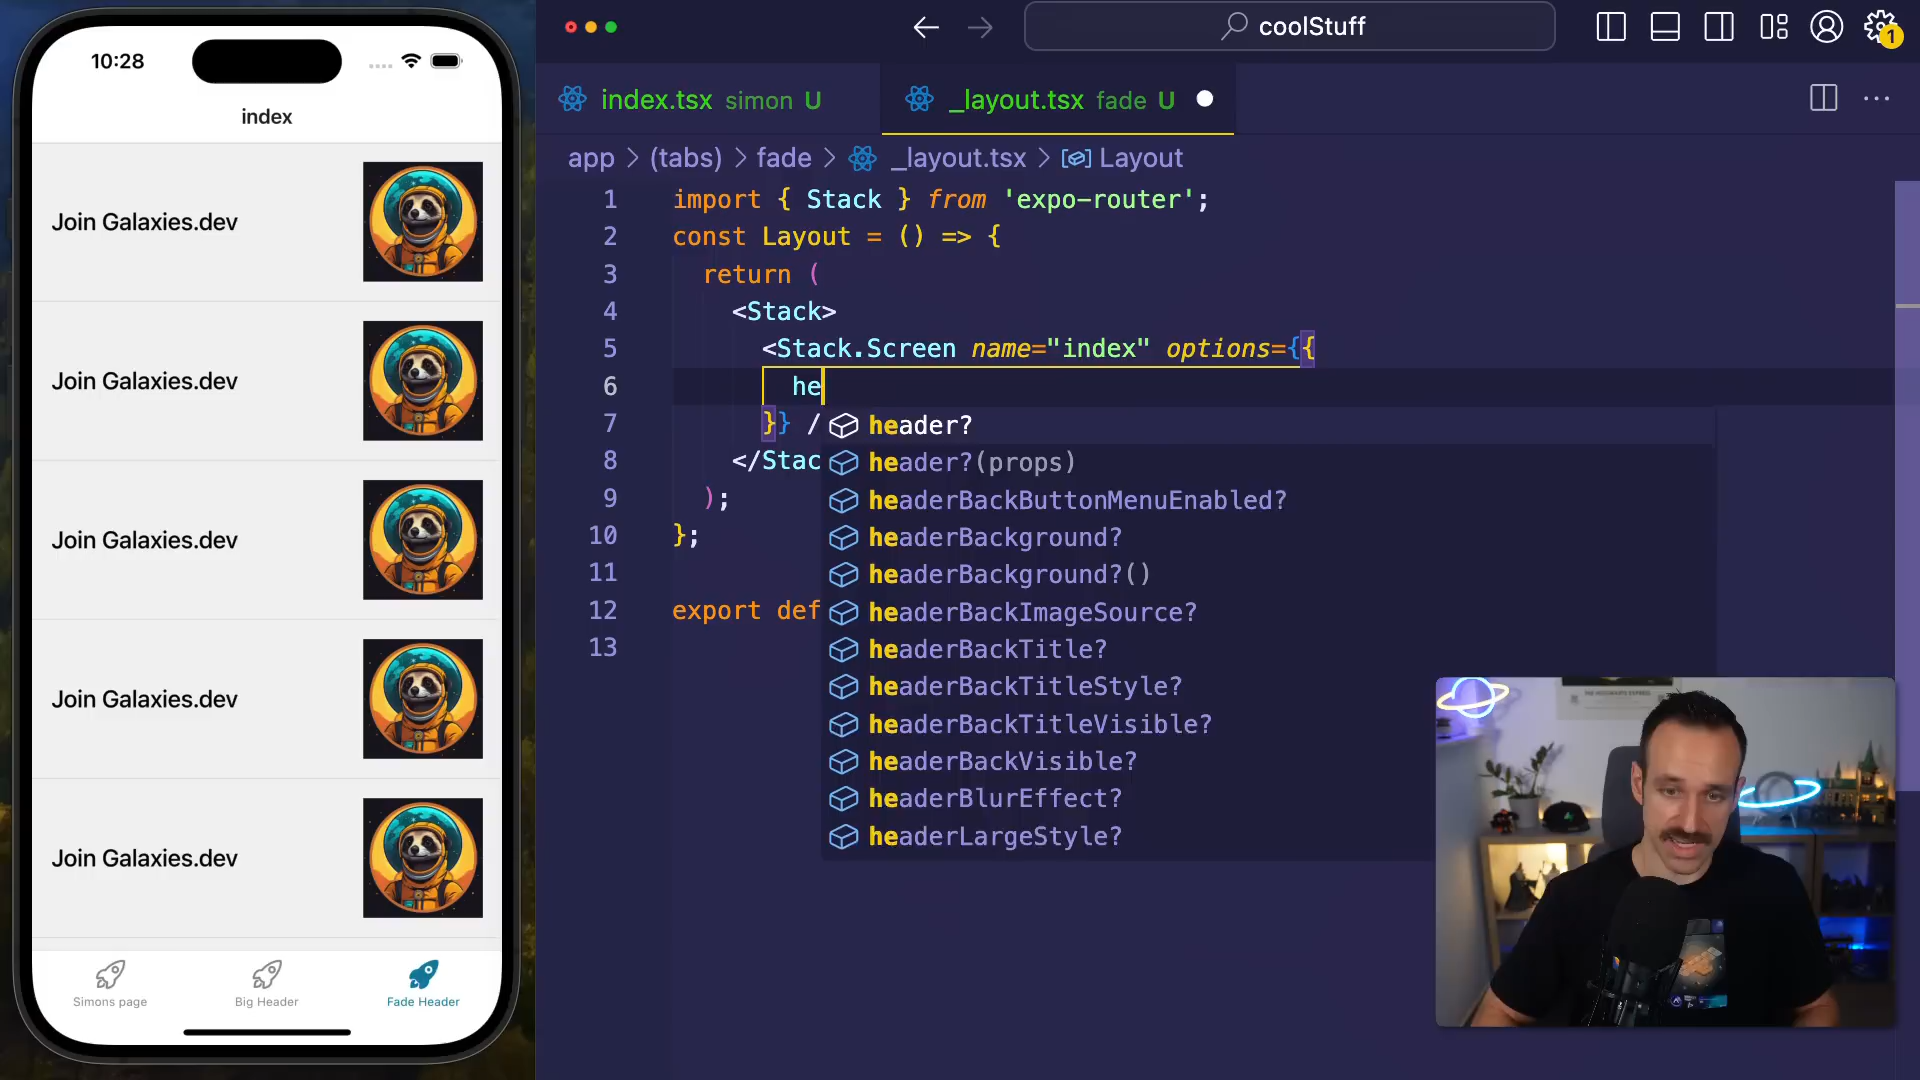 10:28
index
Join Galaxies.dev
Join Galaxies.dev
Join Galaxies.dev
Join Galaxies.dev
Join Galaxies.dev
Simons page
Big Header
Fade Header
coolStuff
1
index.tsx simon U
_layout.tsx fade U
app > (tabs) > fade > _layout.tsx > Layout
1 import { Stack } from 'expo-router';
2 const Layout = () => {
3 return (
4 <Stack>
5 <Stack.Screen name="index" options={{
6 he
7 }} /
8 </Stac
9 );
10 };
11
12 export def
13
header?
header?(props)
headerBackButtonMenuEnabled?
headerBackground?
headerBackground?()
headerBackImageSource?
headerBackTitle?
headerBackTitleStyle?
headerBackTitleVisible?
headerBackVisible?
headerBlurEffect?
headerLargeStyle?